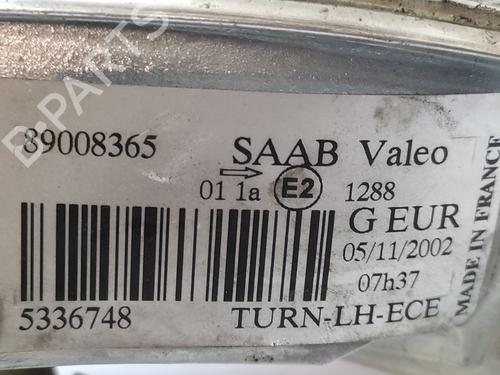 D-PARTS
89008365 SAAB Valeo
01 1a E2 1288
G EUR
05/11/2002
07h37
5336748 TURN-LH-ECE
MADE IN FRANCE